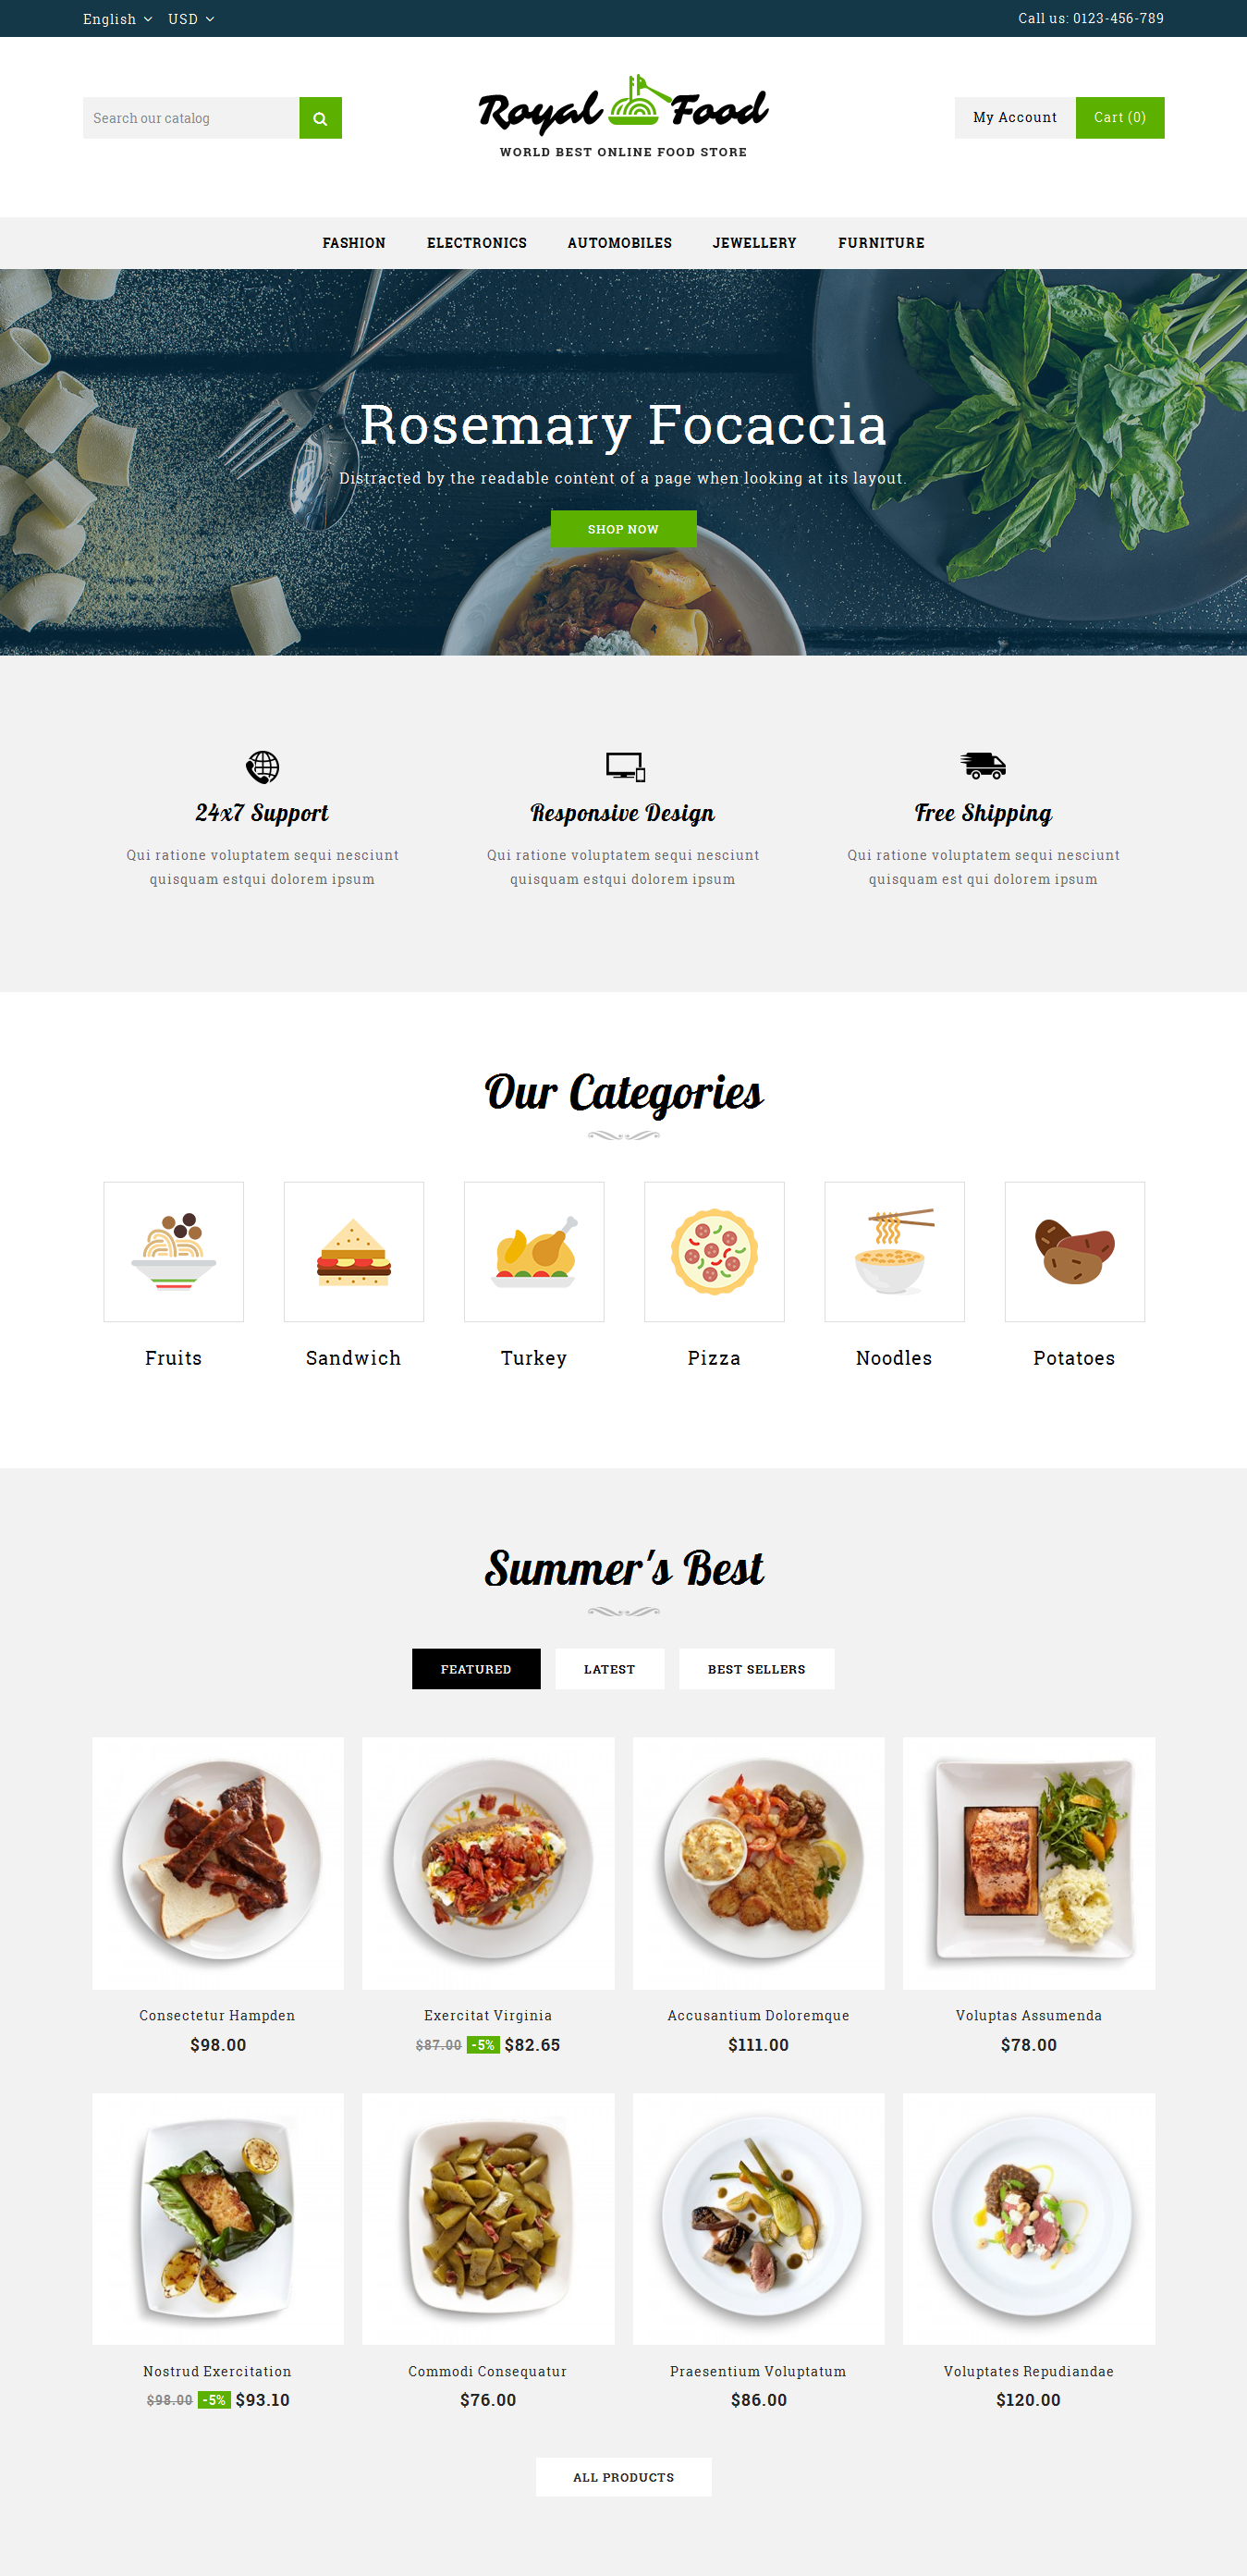 English USD
Call us: 0123-456-789
Search our catalog
Royal Food
WORLD BEST ONLINE FOOD STORE
My Account
Cart (0)
FASHION ELECTRONICS AUTOMOBILES JEWELLERY FURNITURE
Rosemary Focaccia
Distracted by the readable content of a page when looking at its layout.
SHOP NOW
24x7 Support
Qui ratione voluptatem sequi nesciunt
quisquam estqui dolorem ipsum
Responsive Design
Qui ratione voluptatem sequi nesciunt
quisquam estqui dolorem ipsum
Free Shipping
Qui ratione voluptatem sequi nesciunt
quisquam est qui dolorem ipsum
Our Categories
Fruits
Sandwich
Turkey
Pizza
Noodles
Potatoes
Summer's Best
FEATURED
LATEST
BEST SELLERS
Consectetur Hampden
$98.00
Exercitat Virginia
$87.00 -5% $82.65
Accusantium Doloremque
$111.00
Voluptas Assumenda
$78.00
Nostrud Exercitation
$98.00 -5% $93.10
Commodi Consequatur
$76.00
Praesentium Voluptatum
$86.00
Voluptates Repudiandae
$120.00
ALL PRODUCTS